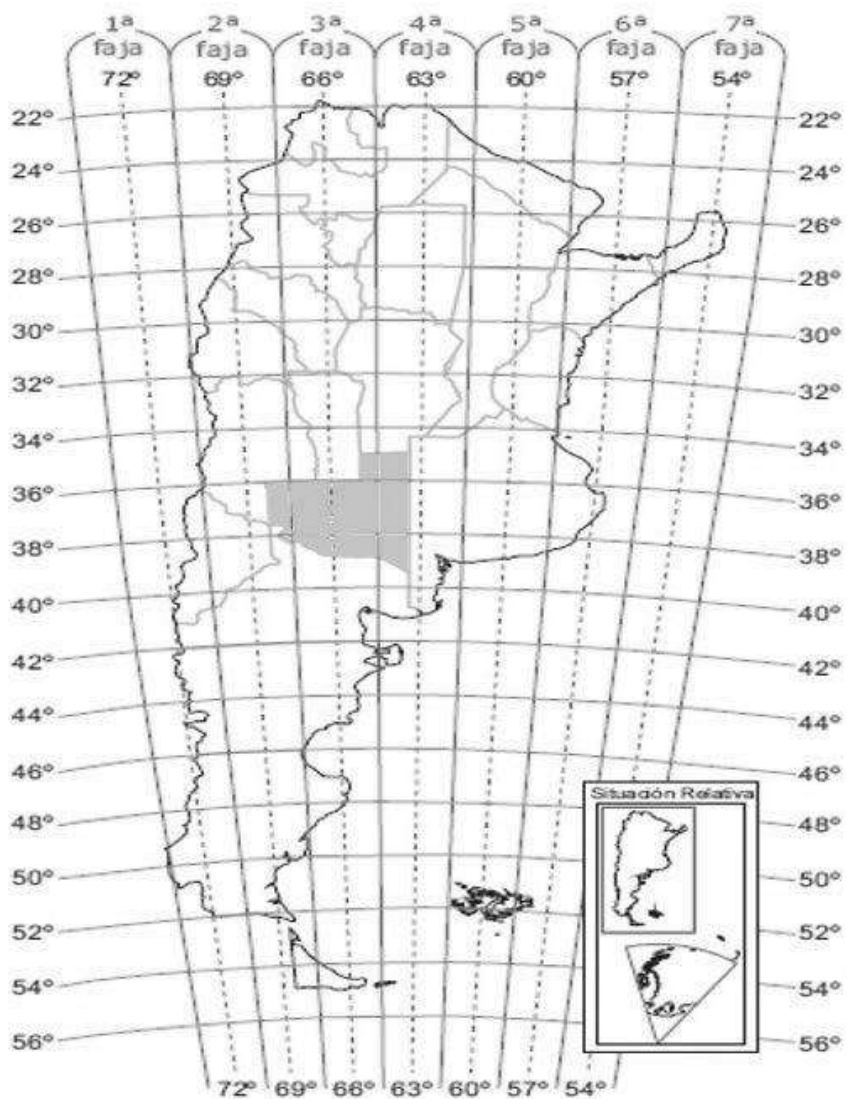 1ª 2ª 3ª 4ª 5ª 6ª 7ª
faja faja faja faja faja faja faja
72º 69º 66º 63º 60º 57º 54º
22º 22º
24º 24º
26º 26º
28º 28º
30º 30º
32º 32º
34º 34º
36º 36º
38º 38º
40º 40º
42º 42º
44º 44º
46º 46º
Situación Relativa
48º 48º
50º 50º
52º 52º
54º 54º
56º 56º
72º 69º 66º 63º 60º 57º 54º